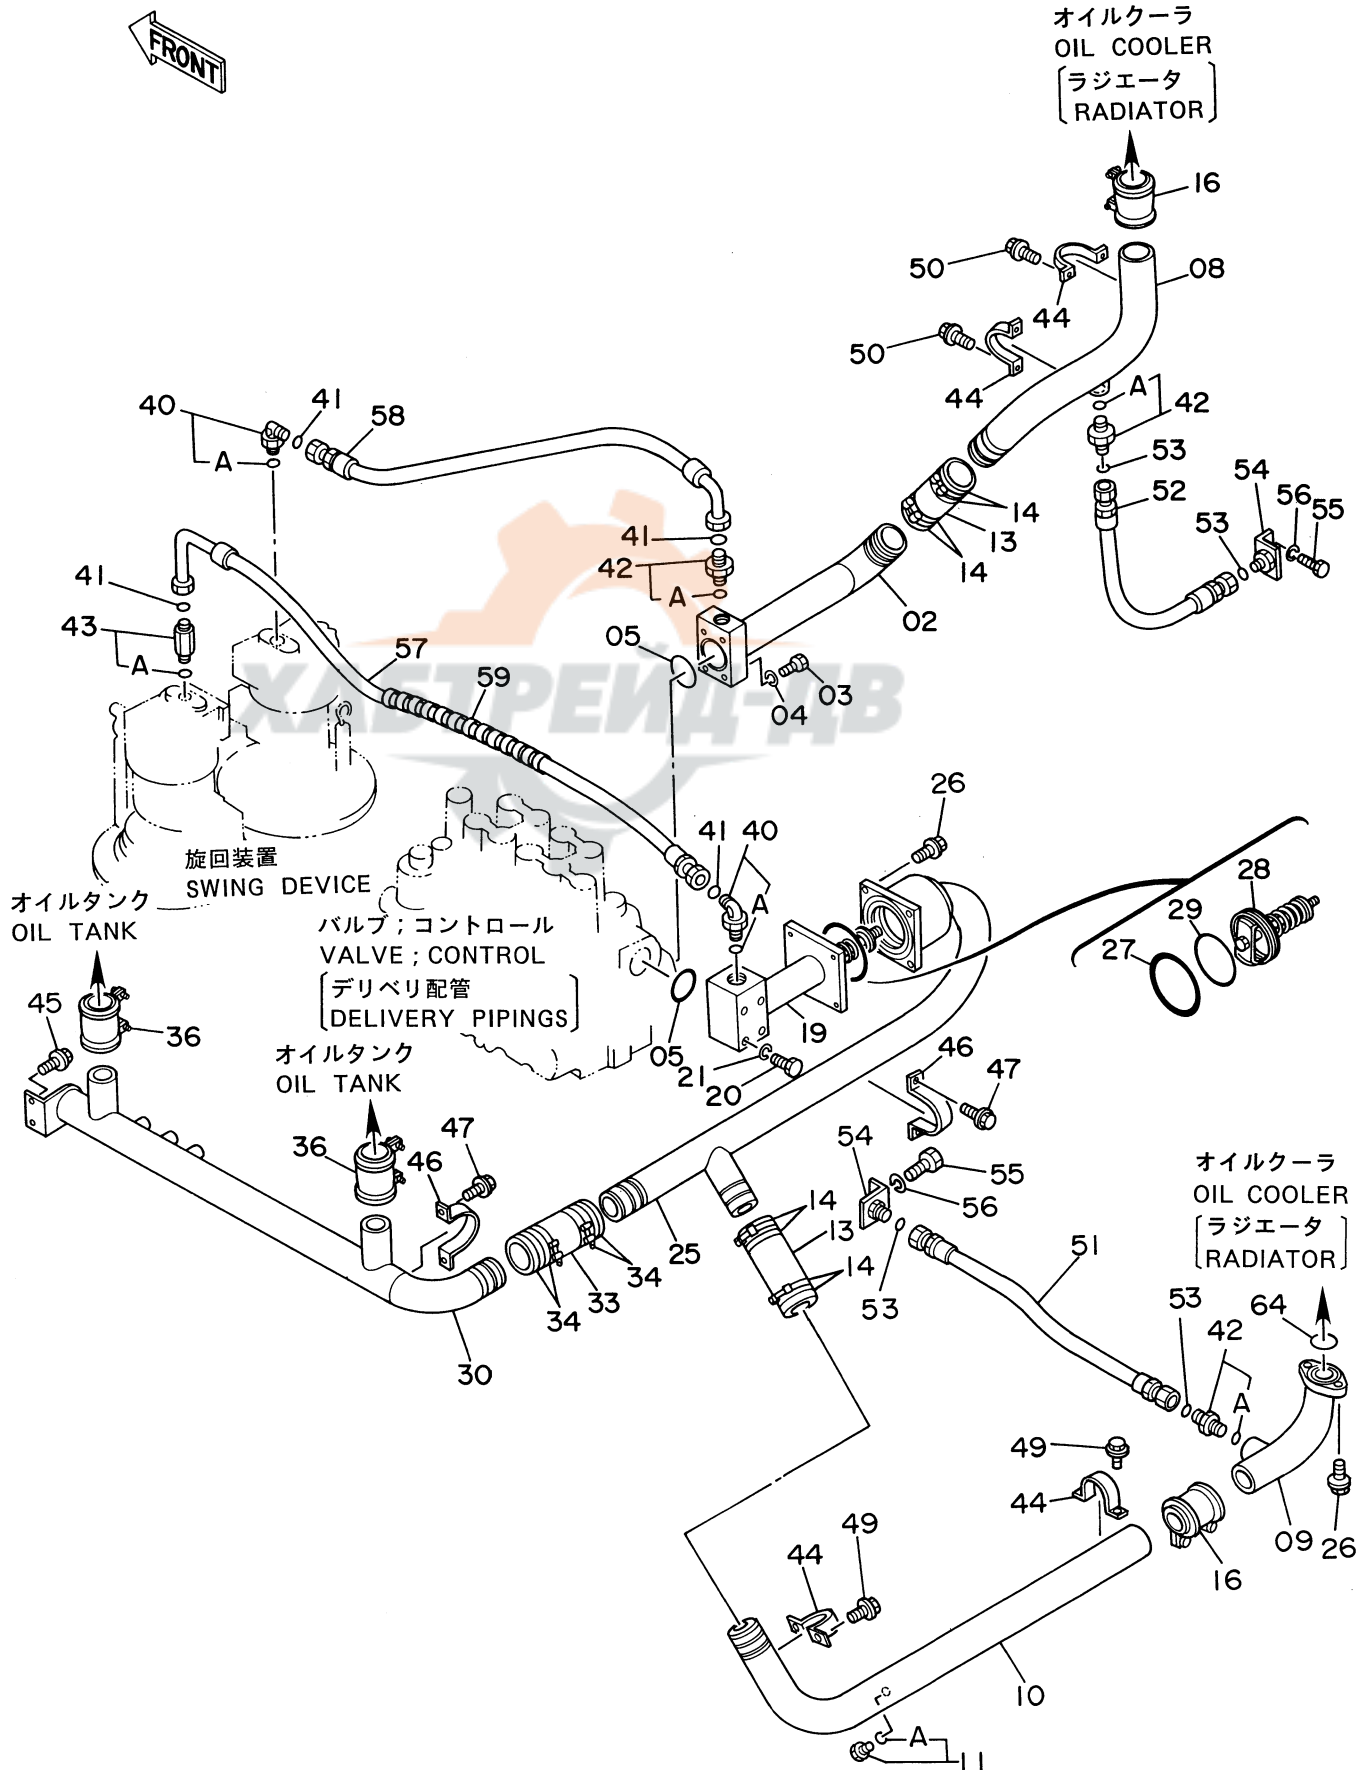 FRONT
オイルクーラ
OIL COOLER
ラジエータ
RADIATOR
16
50
08
44
50
44
A
42
53
54
52
56
55
53
14
13
14
40
41
58
A
41
42
A
02
41
43
A
05
57
59
03
04
ХАБТРЕЙД-ДВ
26
41
40
A
28
29
27
旋回装置
SWING DEVICE
オイルタンク
OIL TANK
バルブ;コントロール
VALVE ; CONTROL
デリベリ配管
DELIVERY PIPINGS
45
36
19
05
21
20
46
47
オイルタンク
OIL TANK
36
46
47
54
55
56
オイルクーラ
OIL COOLER
ラジエータ
RADIATOR
14
13
14
25
34
33
34
53
51
30
53
64
42
A
49
44
09
26
16
49
44
10
A
11